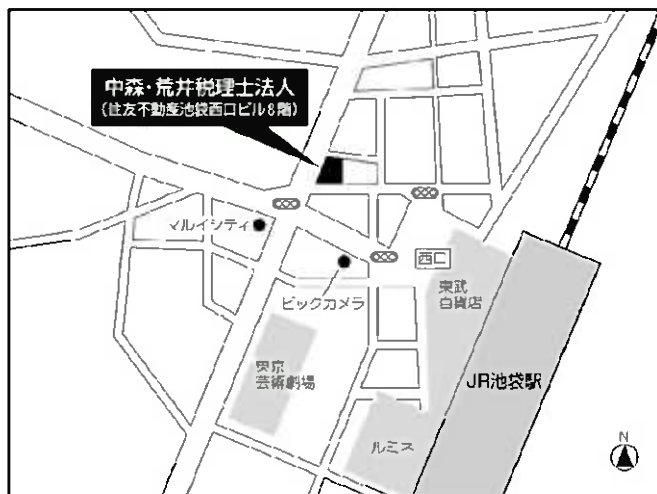 中森・荒井税理士法人
(住友不動産池袋西口ビル8階)
マルイシティ
ビックカメラ
西口
東武
百貨店
東京
芸術劇場
JR池袋駅
ルミネ
N